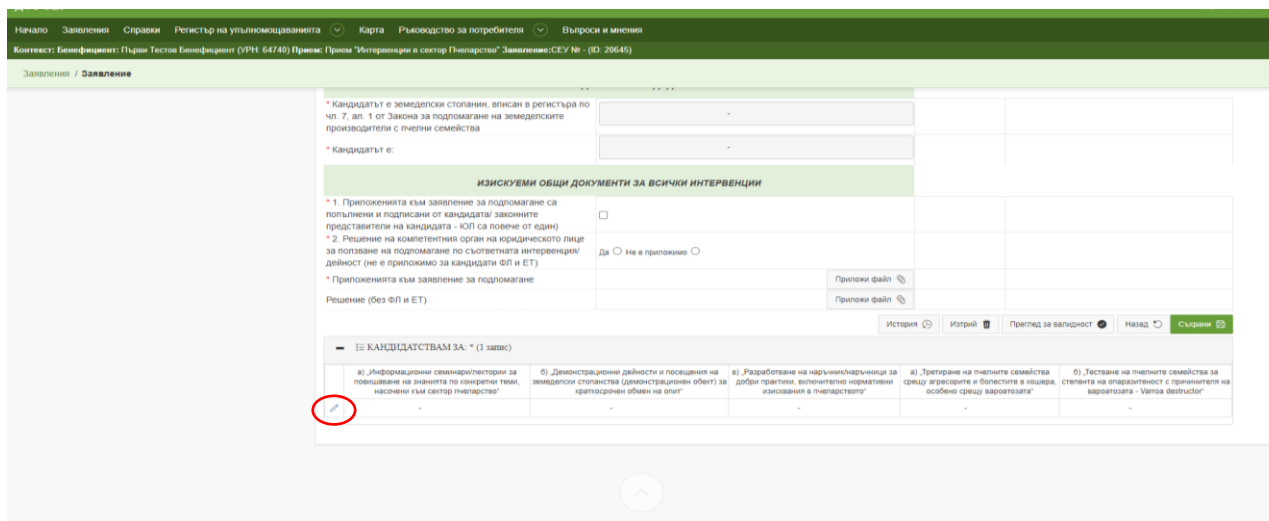 Начало Заявления Справки Регистър на упълномощаванията Карта Ръководство за потребителя Въпроси и мнения
Контекст: Бенефициент: Първи Тестов Бенефициент (УРН: 64740) Прием: Прием "Интервенции в сектор Пчеларство" Заявление:СЕУ № - (ID: 20645)
Заявления / Заявление
* Кандидатът е земеделски стопанин, вписан в регистъра по
чл. 7, ал. 1 от Закона за подпомагане на земеделските
производители с пчелни семейства
-
* Кандидатът е:
-
ИЗИСКУЕМИ ОБЩИ ДОКУМЕНТИ ЗА ВСИЧКИ ИНТЕРВЕНЦИИ
* 1. Приложенията към заявление за подпомагане са
попълнени и подписани от кандидата/ законните
представители на кандидата - ЮЛ са повече от един)
* 2. Решение на компетентния орган на юридическото лице
за ползване на подпомагане по съответната интервенция/
дейност (не е приложимо за кандидати ФЛ и ЕТ)
Да Не е приложимо
* Приложенията към заявление за подпомагане
Приложи файл
Решение (без ФЛ и ЕТ)
Приложи файл
История Изтрий Преглед за валидност Назад Съхрани
КАНДИДАТСТВАМ ЗА: * (1 запис)
а) „Информационни семинари/лектории за
повишаване на знанията по конкретни теми,
насочени към сектор пчеларство“
б) „Демонстрационни дейности и посещения на
земеделски стопанства (демонстрационен обект) за
краткосрочен обмен на опит“
в) „Разработване на наръчник/наръчници за
добри практики, включително нормативни
изисквания в пчеларството“
а) „Третиране на пчелните семейства
срещу агресорите и болестите в кошера,
особено срещу вароатозата“
б) „Тестване на пчелните семейства за
степента на опаразитеност с причинителя на
вароатозата - Varroa destructor“
- - - - -